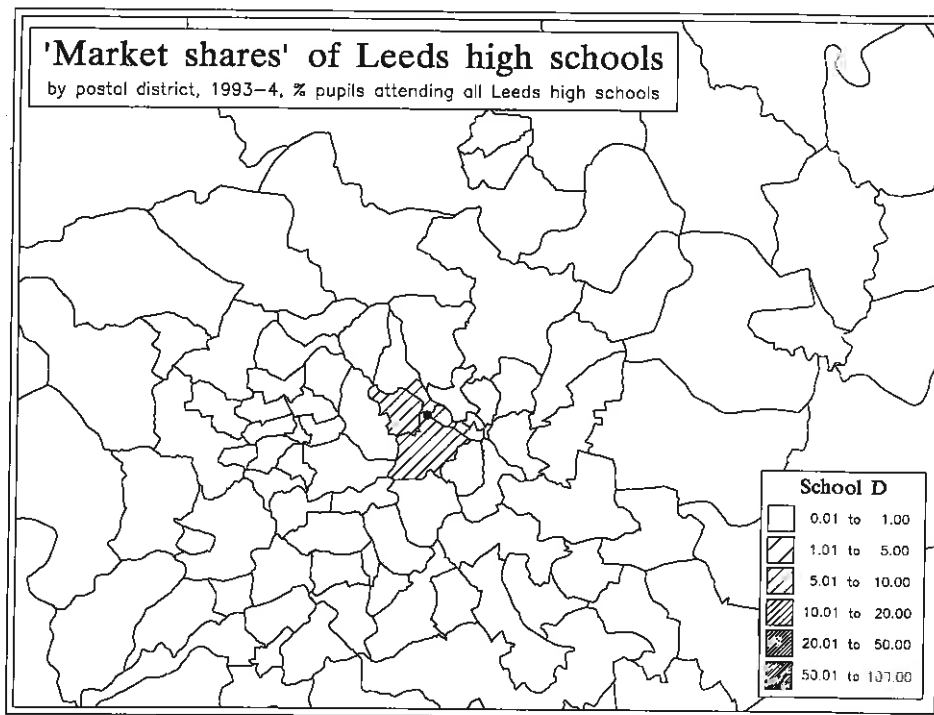 'Market shares' of Leeds high schools
by postal district, 1993-4, % pupils attending all Leeds high schools
School D
0.01 to 1.00
1.01 to 5.00
5.01 to 10.00
10.01 to 20.00
20.01 to 50.00
50.01 to 100.00